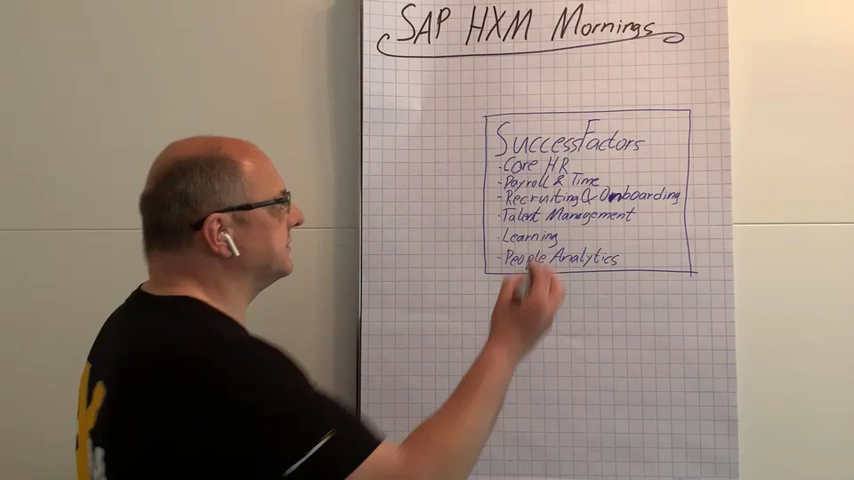 SAP HXM Mornings
SuccessFactors
- Core HR
- Payroll & Time
- Recruiting & Onboarding
- Talent Management
- Learning
- People Analytics